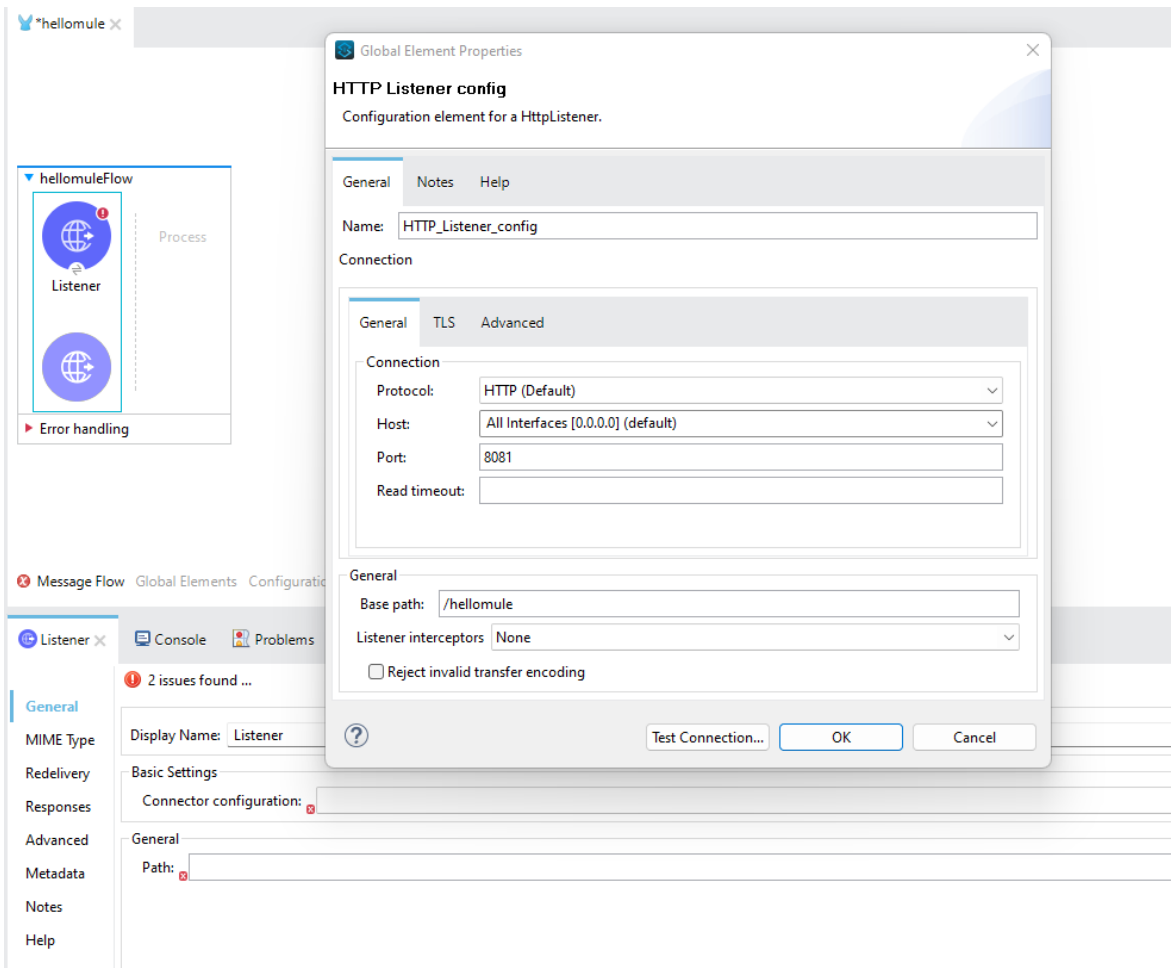 *hellomule
Global Element Properties
HTTP Listener config
Configuration element for a HttpListener.
General Notes Help
Name: HTTP_Listener_config
Connection
General TLS Advanced
Connection
Protocol: HTTP (Default)
Host: All Interfaces [0.0.0.0] (default)
Port: 8081
Read timeout:
General
Base path: /hellomule
Listener interceptors None
Reject invalid transfer encoding
Test Connection... OK Cancel
hellomuleFlow
Process
Listener
Error handling
Message Flow Global Elements
Listener Console Problems
2 issues found ...
General
MIME Type
Redelivery
Responses
Advanced
Metadata
Notes
Help
Display Name: Listener
Basic Settings
Connector configuration:
General
Path: